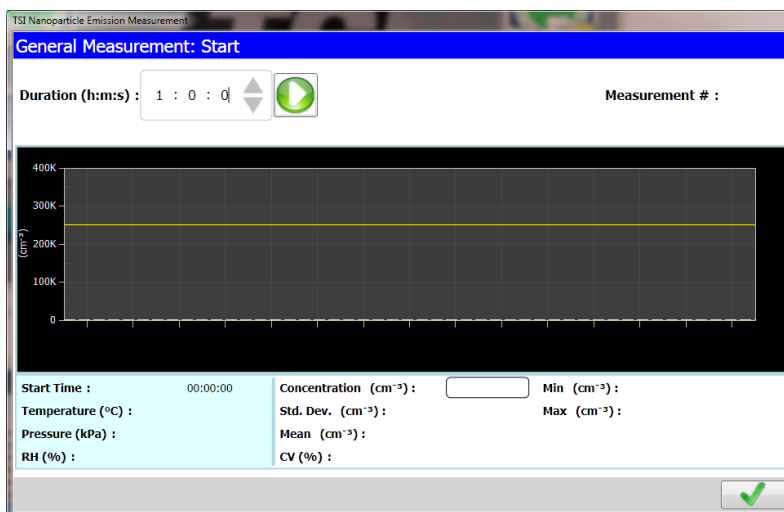 TSI Nanoparticle Emission Measurement
General Measurement: Start
Duration (h:m:s) : 1 : 0 : 0
Measurement # :
400K
300K
200K
100K
0
(cm⁻³)
Start Time : 00:00:00
Temperature (ºC) :
Pressure (kPa) :
RH (%) :
Concentration (cm⁻³) :
Std. Dev. (cm⁻³) :
Mean (cm⁻³) :
CV (%) :
Min (cm⁻³) :
Max (cm⁻³) :